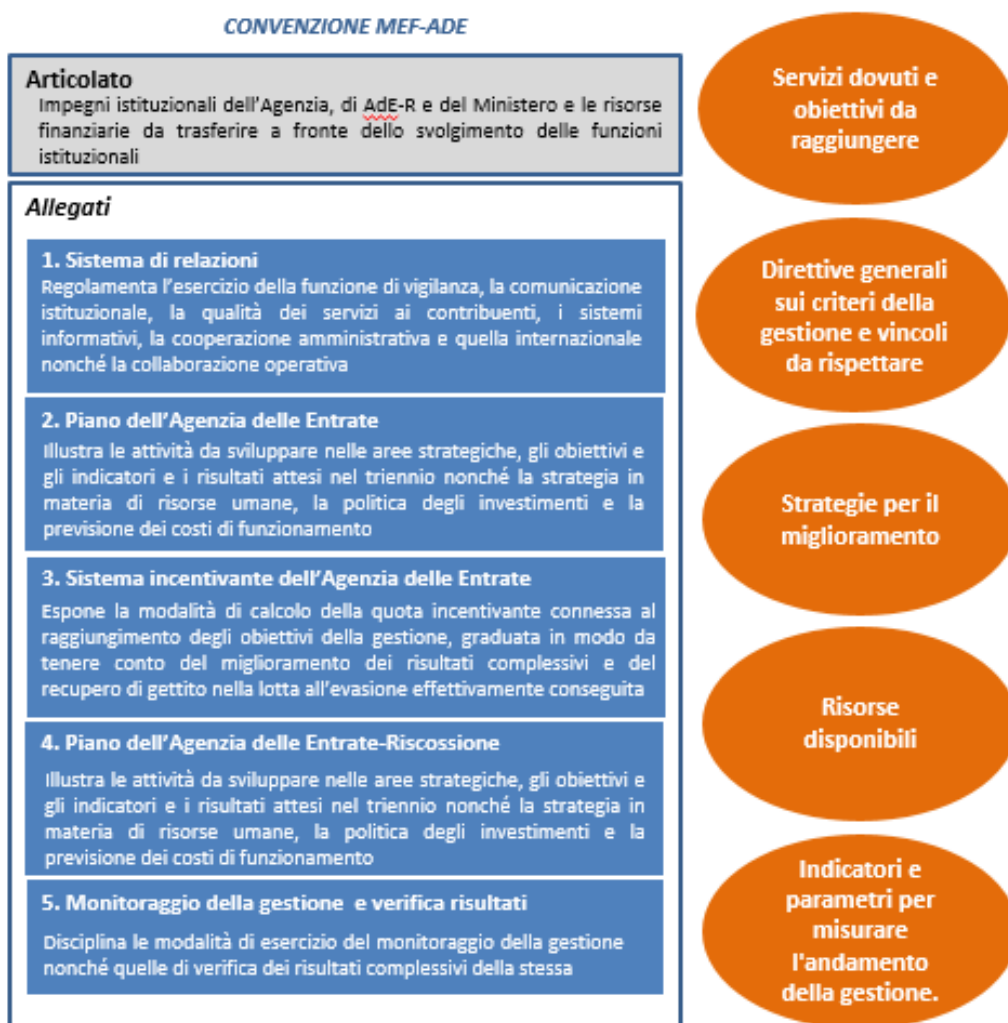 CONVENZIONE MEF-ADE
Articolato
Impegni istituzionali dell'Agenzia, di AdE-R e del Ministero e le risorse
finanziarie da trasferire a fronte dello svolgimento delle funzioni
istituzionali
Allegati
1. Sistema di relazioni
Regolamenta l'esercizio della funzione di vigilanza, la comunicazione
istituzionale, la qualità dei servizi ai contribuenti, i sistemi
informativi, la cooperazione amministrativa e quella internazionale
nonché la collaborazione operativa
2. Piano dell'Agenzia delle Entrate
Illustra le attività da sviluppare nelle aree strategiche, gli obiettivi e
gli indicatori e i risultati attesi nel triennio nonché la strategia in
materia di risorse umane, la politica degli investimenti e la
previsione dei costi di funzionamento
3. Sistema incentivante dell'Agenzia delle Entrate
Espone la modalità di calcolo della quota incentivante connessa al
raggiungimento degli obiettivi della gestione, graduata in modo da
tenere conto del miglioramento dei risultati complessivi e del
recupero di gettito nella lotta all'evasione effettivamente conseguita
4. Piano dell'Agenzia delle Entrate-Riscossione
Illustra le attività da sviluppare nelle aree strategiche, gli obiettivi e
gli indicatori e i risultati attesi nel triennio nonché la strategia in
materia di risorse umane, la politica degli investimenti e la
previsione dei costi di funzionamento
5. Monitoraggio della gestione e verifica risultati
Disciplina le modalità di esercizio del monitoraggio della gestione
nonché quelle di verifica dei risultati complessivi della stessa
Servizi dovuti e
obiettivi da
raggiungere
Direttive generali
sui criteri della
gestione e vincoli
da rispettare
Strategie per il
miglioramento
Risorse
disponibili
Indicatori e
parametri per
misurare
l'andamento
della gestione.